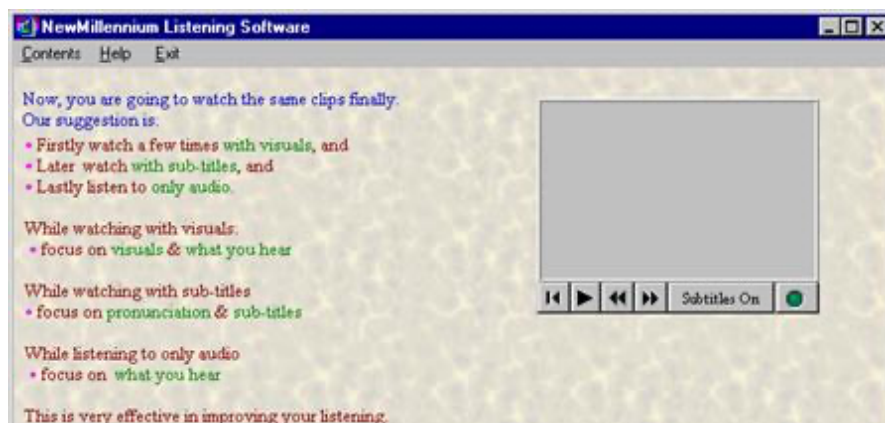 NewMillennium Listening Software
Contents Help Exit
Now, you are going to watch the same clips finally.
Our suggestion is:
• Firstly watch a few times with visuals, and
• Later watch with sub-titles, and
• Lastly listen to only audio.
While watching with visuals.
• focus on visuals & what you hear
While watching with sub-titles
• focus on pronunciation & sub-titles
While listening to only audio
• focus on what you hear
This is very effective in improving your listening.
Subtitles On